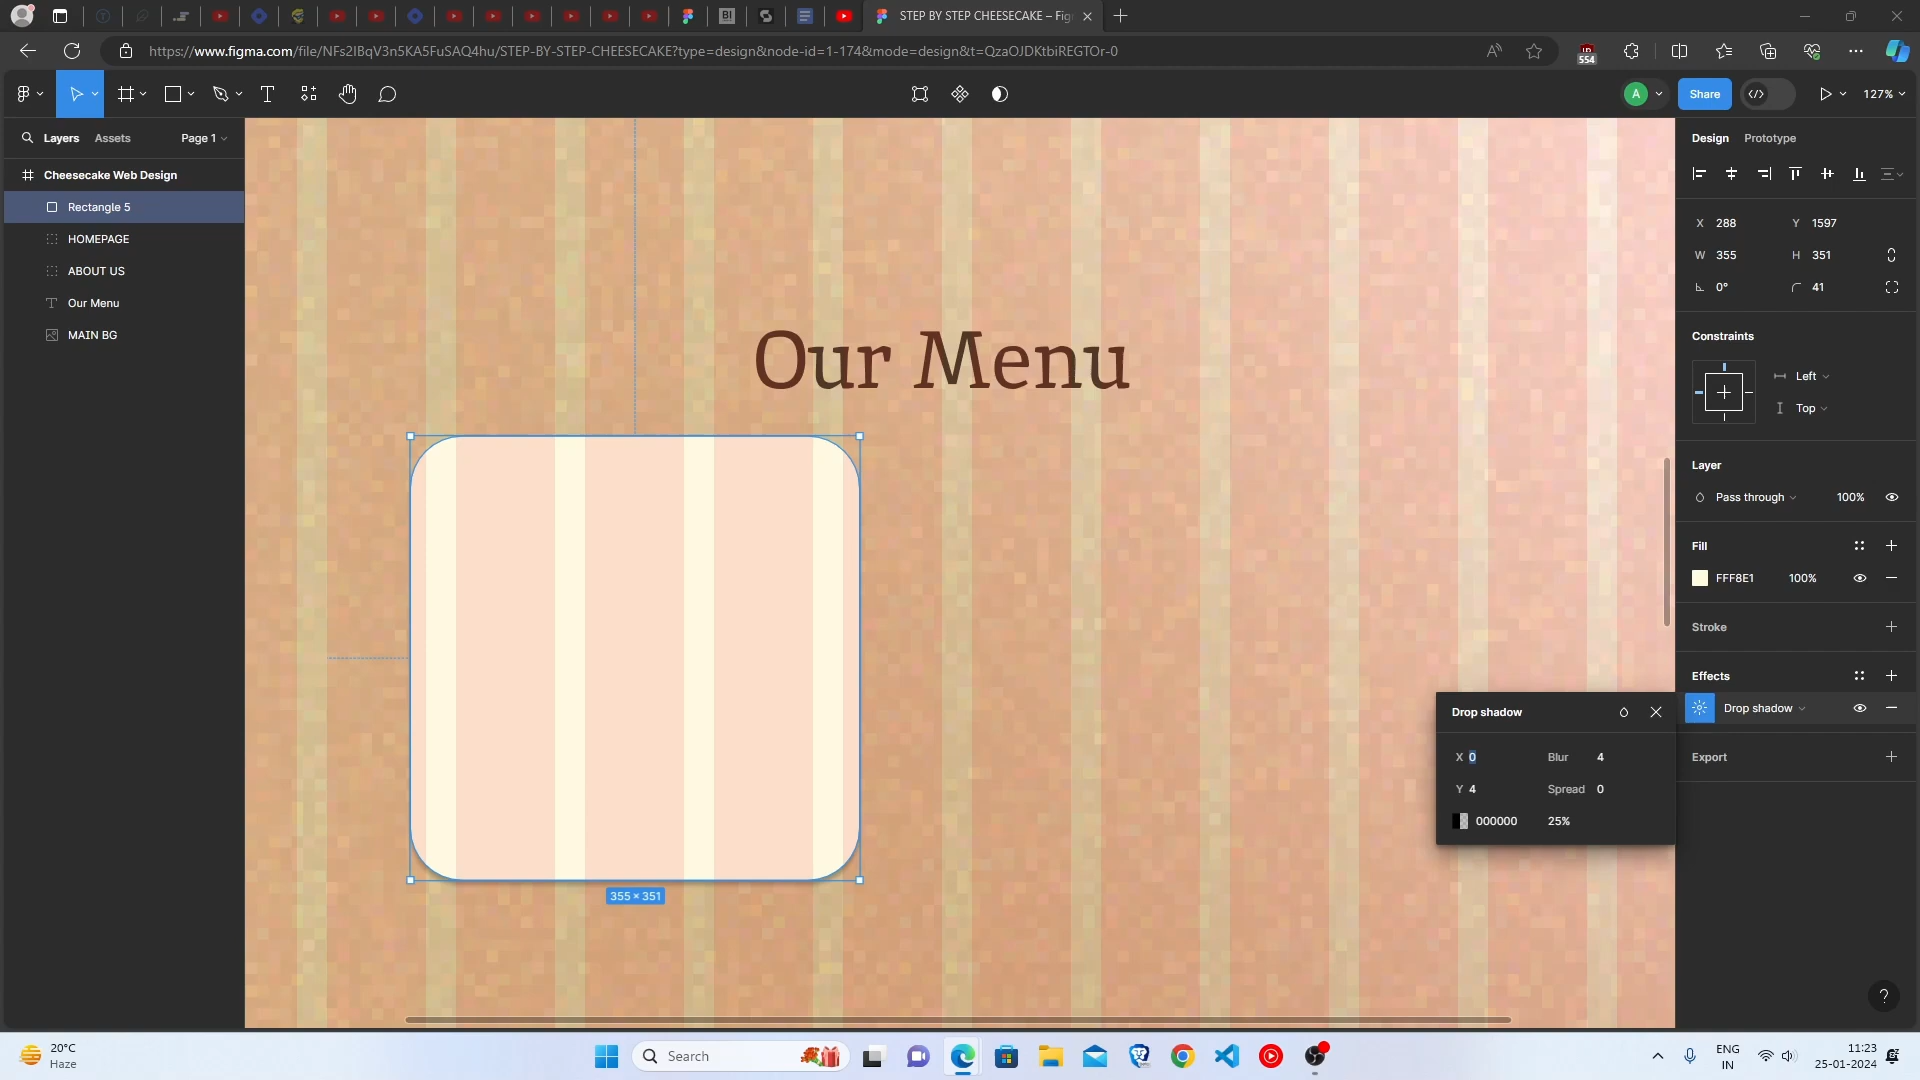 STEP BY STEP CHEESECAKE – Fig
https://www.figma.com/file/NFs2IBqV3n5KA5FuSAQ4hu/STEP-BY-STEP-CHEESECAKE?type=design&node-id=1-174&mode=design&t=QzaOJDKtbiREGTOr-0
554
A
Share
127%
Layers
Assets
Page 1
Cheesecake Web Design
Rectangle 5
HOMEPAGE
ABOUT US
Our Menu
MAIN BG
Our Menu
355 × 351
Design
Prototype
X 288 Y 1597
W 355 H 351
0° 41
Constraints
Left
Top
Layer
Pass through 100%
Fill
FFF8E1 100%
Stroke
Effects
Drop shadow
Export
Drop shadow
X 0 Blur 4
Y 4 Spread 0
000000 25%
?
20°C
Haze
Search
ENG
IN
11:23
25-01-2024